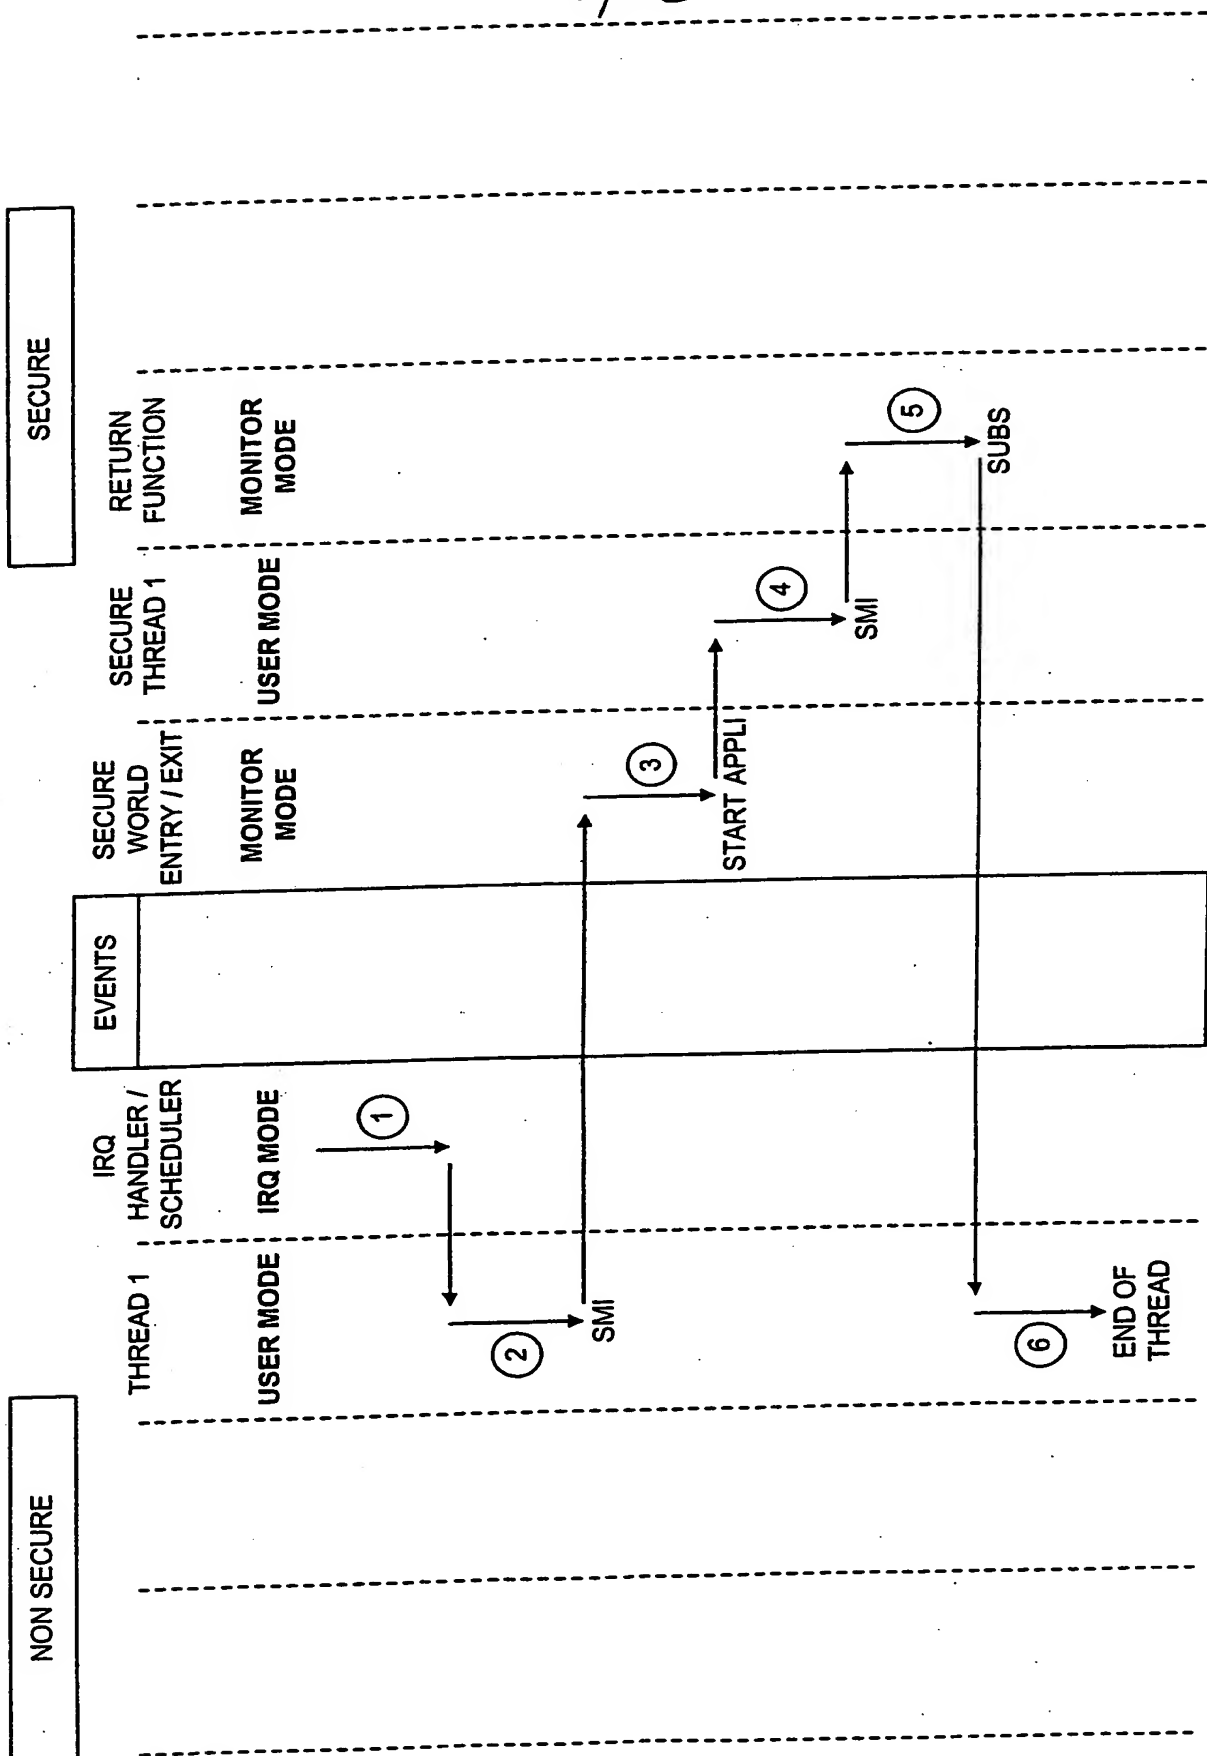 NON SECURE
SECURE
EVENTS
THREAD 1
USER MODE
IRQ
HANDLER /
SCHEDULER
IRQ MODE
SECURE
WORLD
ENTRY / EXIT
MONITOR
MODE
SECURE
THREAD 1
USER MODE
RETURN
FUNCTION
MONITOR
MODE
1
2
SMI
3
START APPLI
4
SMI
5
SUBS
6
END OF
THREAD